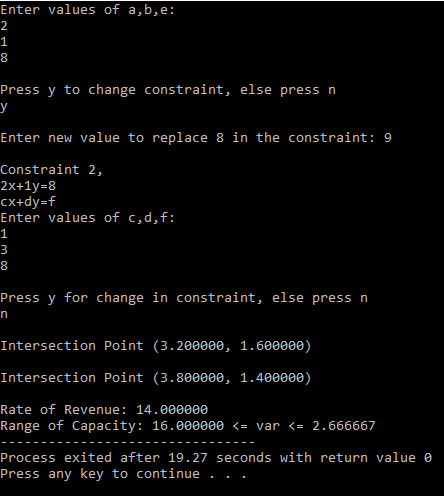 Enter values of a,b,e:
2
1
8
Press y to change constraint, else press n
y
Enter new value to replace 8 in the constraint: 9
Constraint 2,
2x+1y=8
cx+dy=f
Enter values of c,d,f:
1
3
8
Press y for change in constraint, else press n
n
Intersection Point (3.200000, 1.600000)
Intersection Point (3.800000, 1.400000)
Rate of Revenue: 14.000000
Range of Capacity: 16.000000 <= var <= 2.666667
--------------------------------
Process exited after 19.27 seconds with return value 0
Press any key to continue . . .